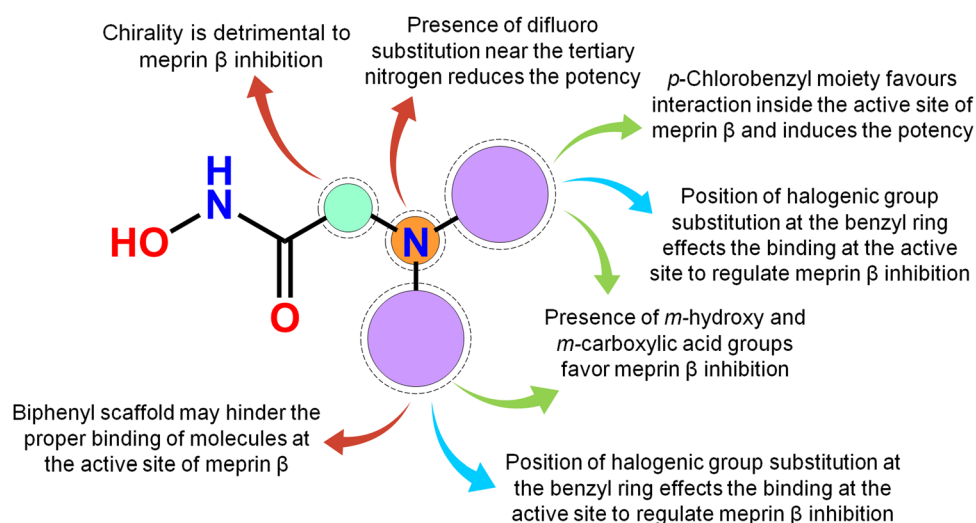 Chirality is detrimental to
meprin β inhibition
Presence of difluoro
substitution near the tertiary
nitrogen reduces the potency
p-Chlorobenzyl moiety favours
interaction inside the active site of
meprin β and induces the potency
H
N
HO
O
N
Position of halogenic group
substitution at the benzyl ring
effects the binding at the active
site to regulate meprin β inhibition
Presence of m-hydroxy and
m-carboxylic acid groups
favor meprin β inhibition
Biphenyl scaffold may hinder the
proper binding of molecules at
the active site of meprin β
Position of halogenic group substitution at
the benzyl ring effects the binding at the
active site to regulate meprin β inhibition